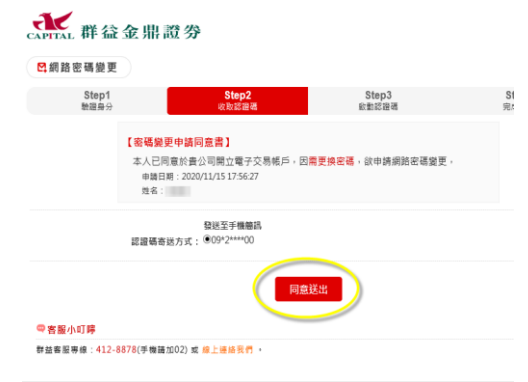 CAPITAL 群益金鼎證券
網路密碼變更
Step1
Step2
Step3
St
驗證身分
收取認證碼
啟動認證碼
完成
【密碼變更申請同意書】
本人已同意於貴公司開立電子交易帳戶，因需更換密碼，故申請網路密碼變更。
申請日期：2020/11/15 17:56:27
姓名：
發送至手機簡訊
認證碼寄送方式：09*2****00
同意送出
客服小叮嚀
群益客服專線：412-8878(手機請加02) 或 線上連絡我們 。